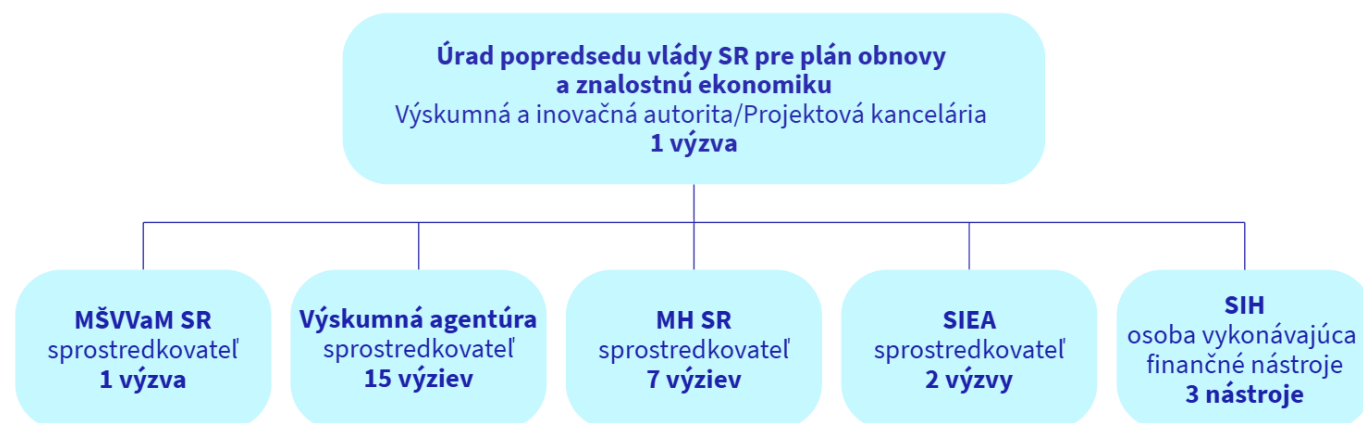 Úrad popredsedu vlády SR pre plán obnovy
a znalostnú ekonomiku
Výskumná a inovačná autorita/Projektová kancelária
1 výzva
MŠVVaM SR
sprostredkovateľ
1 výzva
Výskumná agentúra
sprostredkovateľ
15 výziev
MH SR
sprostredkovateľ
7 výziev
SIEA
sprostredkovateľ
2 výzvy
SIH
osoba vykonávajúca
finančné nástroje
3 nástroje